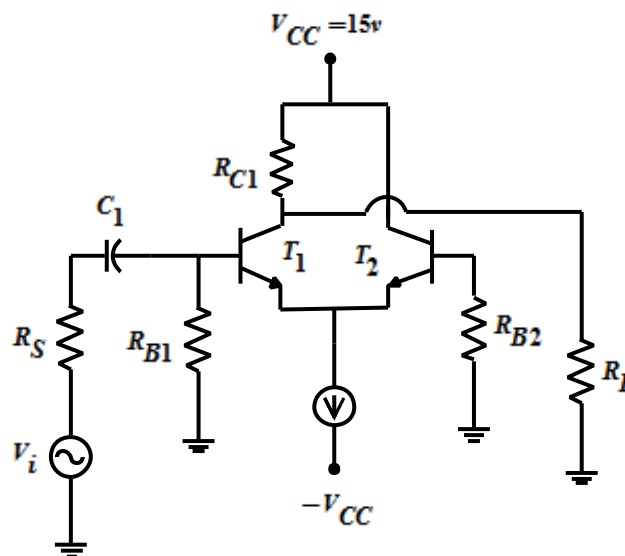 V_CC = 15v
R_C1
C_1
T_1
T_2
R_S
R_B1
R_B2
V_i
-V_CC